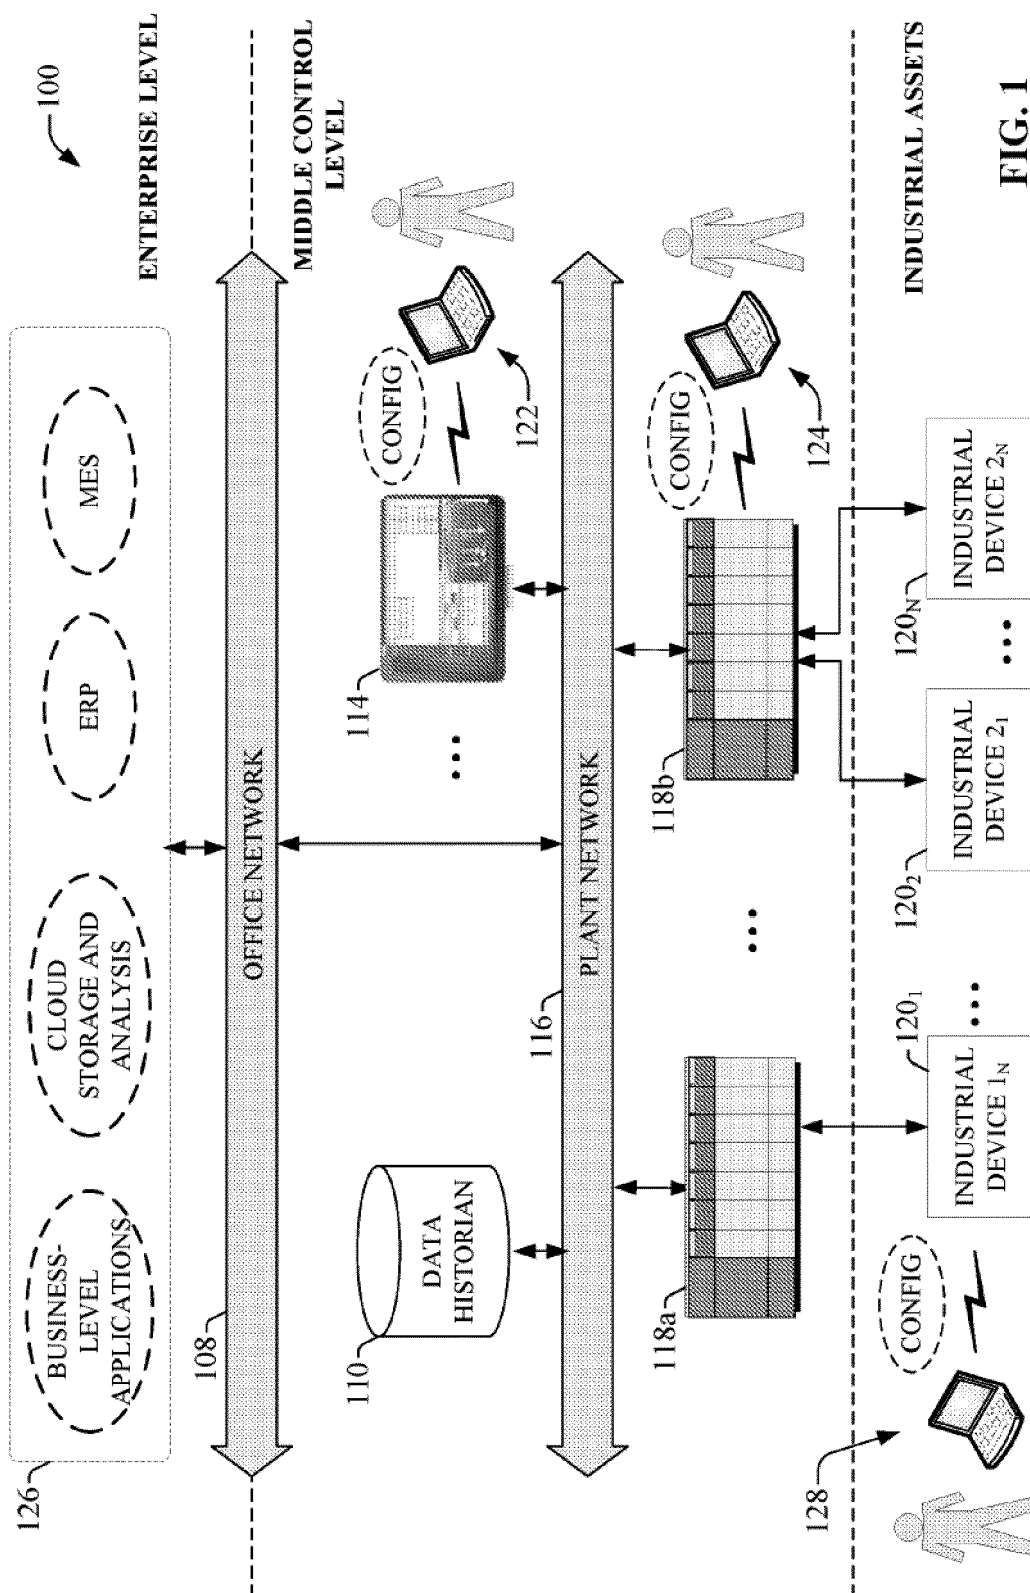 100
126
BUSINESS-
LEVEL
APPLICATIONS
CLOUD
STORAGE AND
ANALYSIS
ERP
MES
ENTERPRISE LEVEL
108
OFFICE NETWORK
MIDDLE CONTROL
LEVEL
110
DATA
HISTORIAN
114
CONFIG
122
116
PLANT NETWORK
118a
118b
CONFIG
124
INDUSTRIAL ASSETS
128
CONFIG
INDUSTRIAL
DEVICE 1N
1201
INDUSTRIAL
DEVICE 21
1202
INDUSTRIAL
DEVICE 2N
120N
FIG. 1